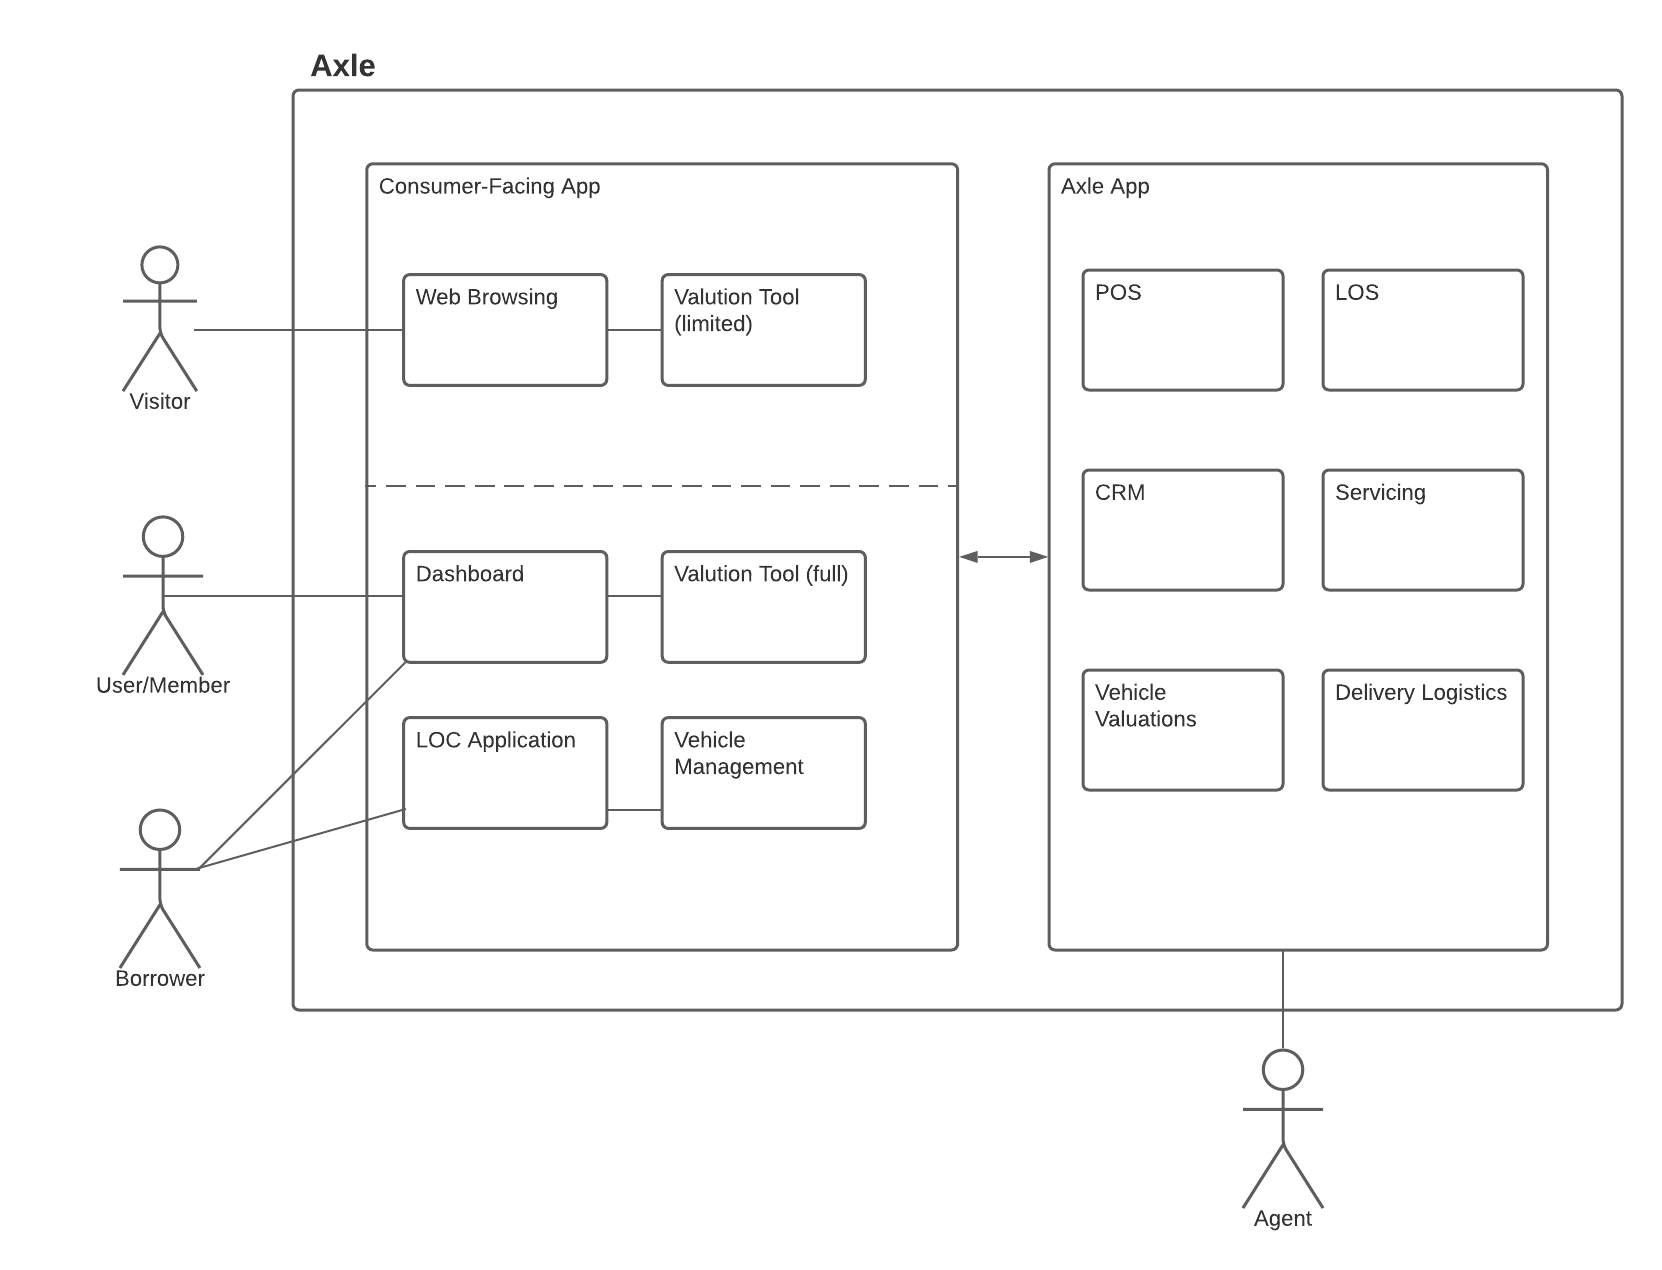 Axle
Consumer-Facing App
Axle App
Web Browsing
Valution Tool
(limited)
POS
LOS
Visitor
CRM
Servicing
Dashboard
Valution Tool (full)
User/Member
LOC Application
Vehicle
Management
Vehicle
Valuations
Delivery Logistics
Borrower
Agent